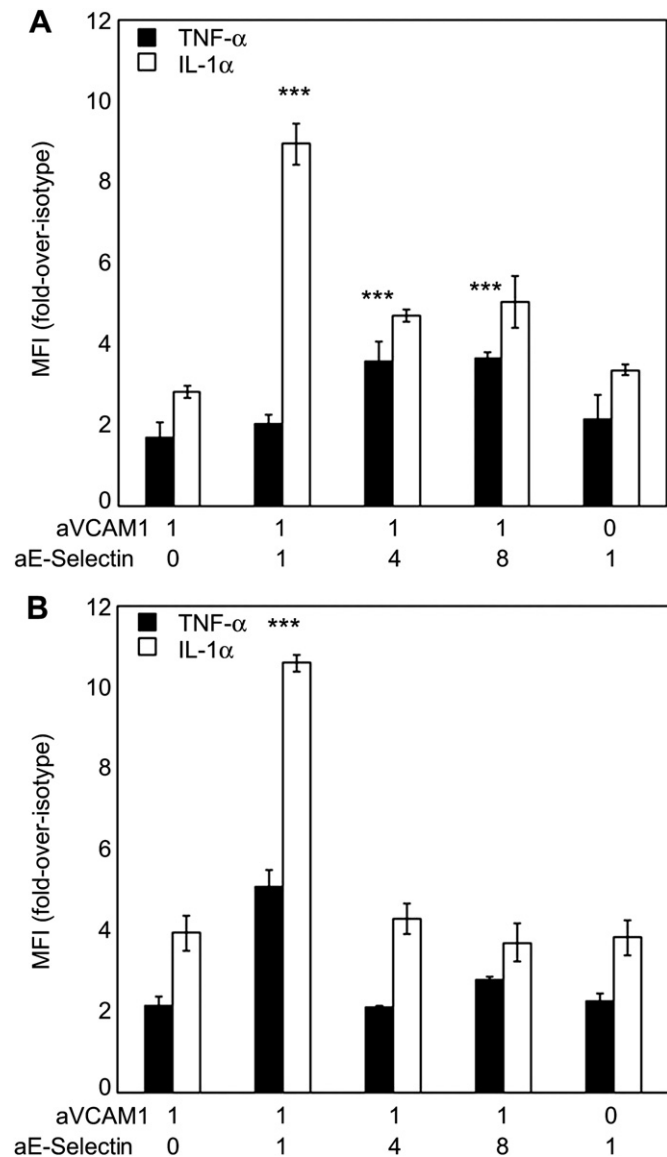 A
12
TNF-α
IL-1α
10
***
8
6
***
***
4
2
0
MFI (fold-over-isotype)
aVCAM1 1 1 1 1 0
aE-Selectin 0 1 4 8 1
B
12
TNF-α
***
IL-1α
10
8
6
4
2
0
MFI (fold-over-isotype)
aVCAM1 1 1 1 1 0
aE-Selectin 0 1 4 8 1